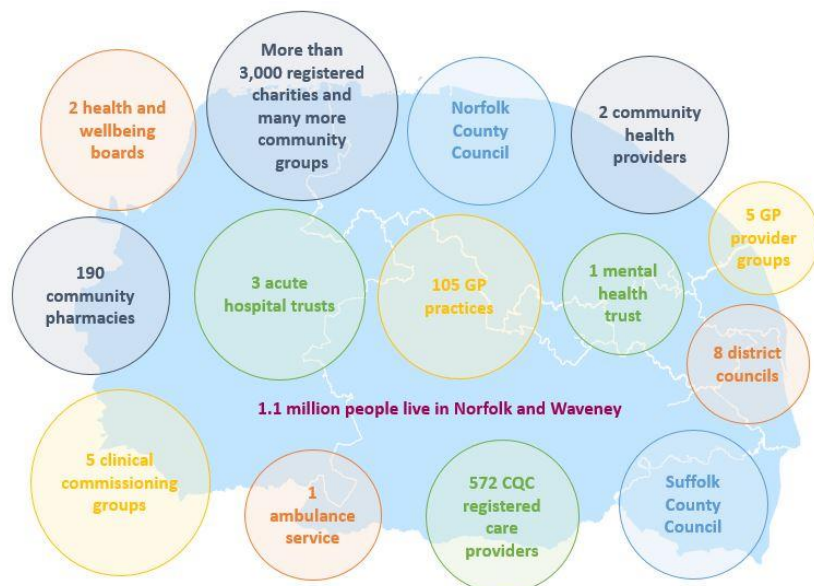 2 health and
wellbeing
boards
More than
3,000 registered
charities and
many more
community
groups
Norfolk
County
Council
2 community
health
providers
5 GP
provider
groups
190
community
pharmacies
3 acute
hospital trusts
105 GP
practices
1 mental
health
trust
8 district
councils
1.1 million people live in Norfolk and Waveney
5 clinical
commissioning
groups
1
ambulance
service
572 CQC
registered
care
providers
Suffolk
County
Council